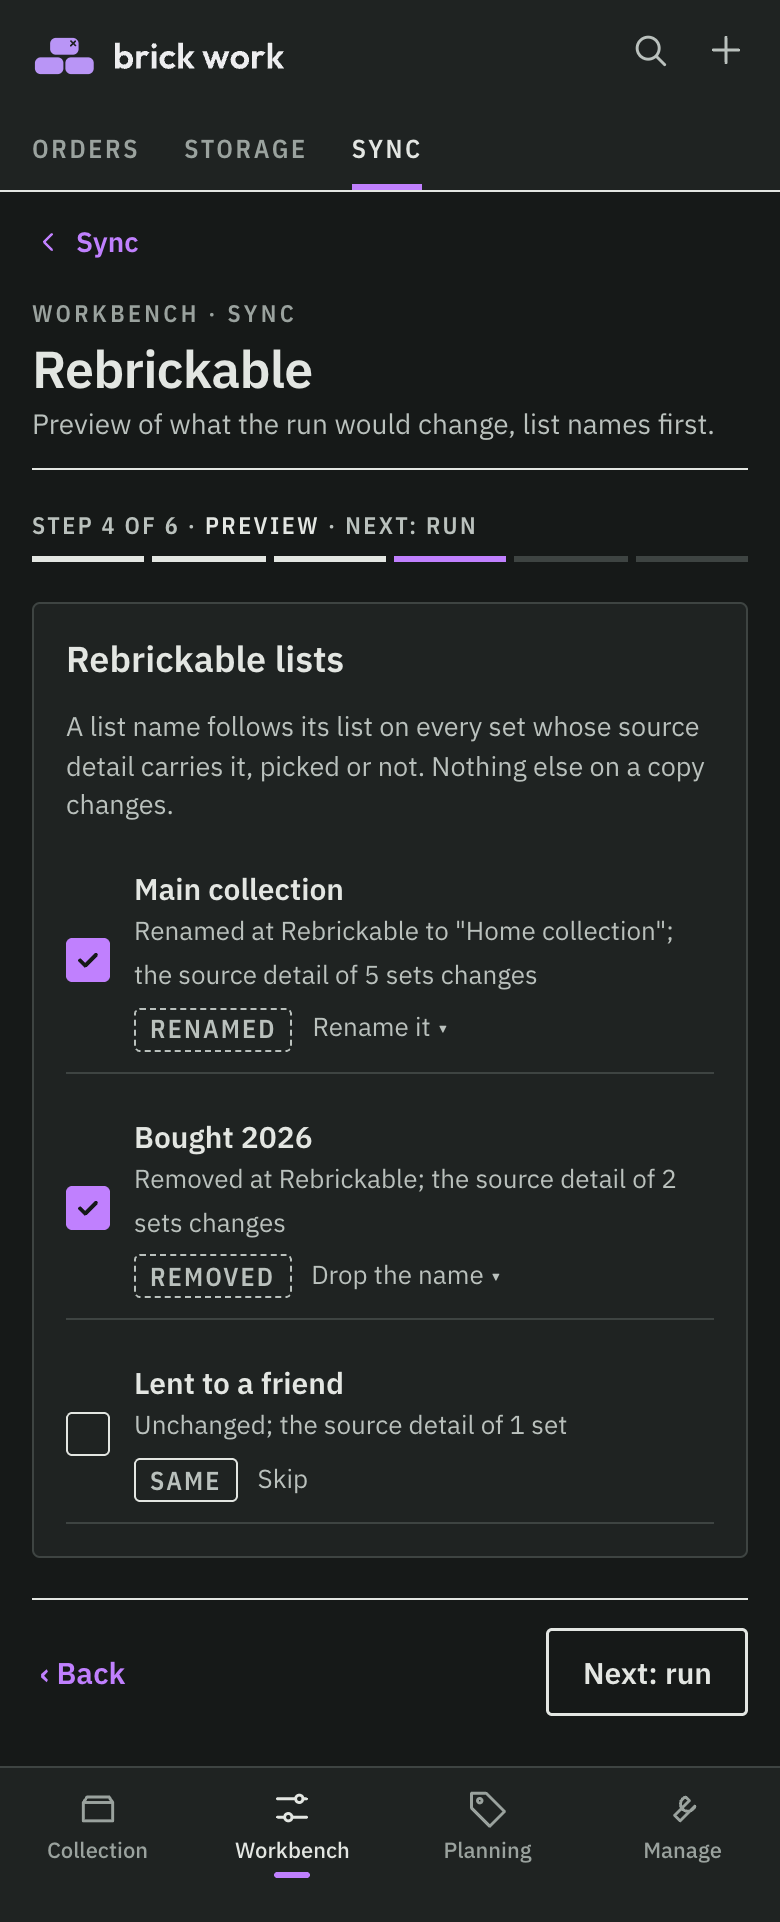 brick work
ORDERS STORAGE SYNC
Sync
WORKBENCH · SYNC
Rebrickable
Preview of what the run would change, list names first.
STEP 4 OF 6 · PREVIEW · NEXT: RUN
Rebrickable lists
A list name follows its list on every set whose source
detail carries it, picked or not. Nothing else on a copy
changes.
Main collection
Renamed at Rebrickable to "Home collection";
the source detail of 5 sets changes
RENAMED Rename it ▾
Bought 2026
Removed at Rebrickable; the source detail of 2
sets changes
REMOVED Drop the name ▾
Lent to a friend
Unchanged; the source detail of 1 set
SAME Skip
‹ Back Next: run
Collection Workbench Planning Manage